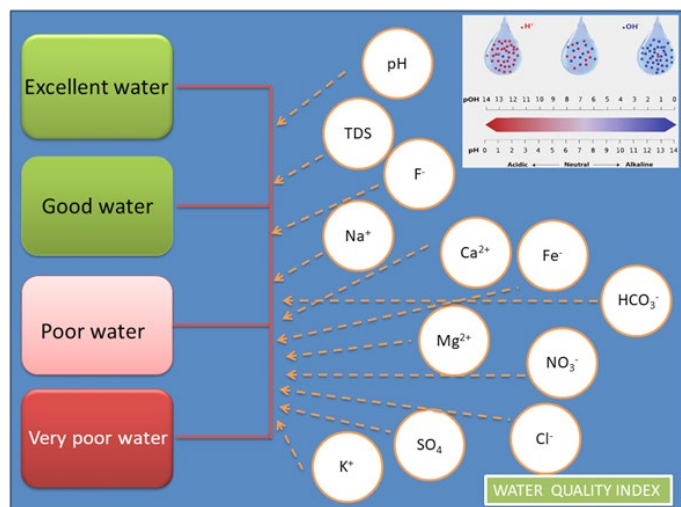 Excellent water
Good water
Poor water
Very poor water
pH
TDS
F⁻
Na⁺
Ca²⁺
Fe⁻
HCO₃⁻
Mg²⁺
NO₃⁻
Cl⁻
SO₄
K⁺
.H⁺
.OH⁻
pOH 14 13 12 11 10 9 8 7 6 5 4 3 2 1 0
pH 0 1 2 3 4 5 6 7 8 9 10 11 12 13 14
Acidic Neutral Alkaline
WATER QUALITY INDEX